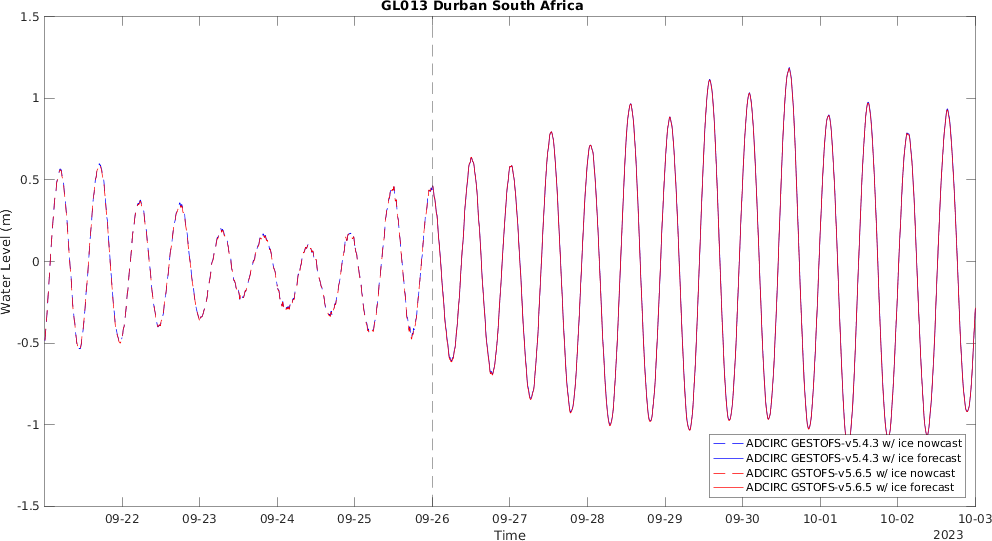 GL013 Durban South Africa
1.5
1
0.5
0
-0.5
-1
-1.5
Water Level (m)
09-22 09-23 09-24 09-25 09-26 09-27 09-28 09-29 09-30 10-01 10-02 10-03
Time
2023
ADCIRC GESTOFS-v5.4.3 w/ ice nowcast
ADCIRC GESTOFS-v5.4.3 w/ ice forecast
ADCIRC GSTOFS-v5.6.5 w/ ice nowcast
ADCIRC GSTOFS-v5.6.5 w/ ice forecast